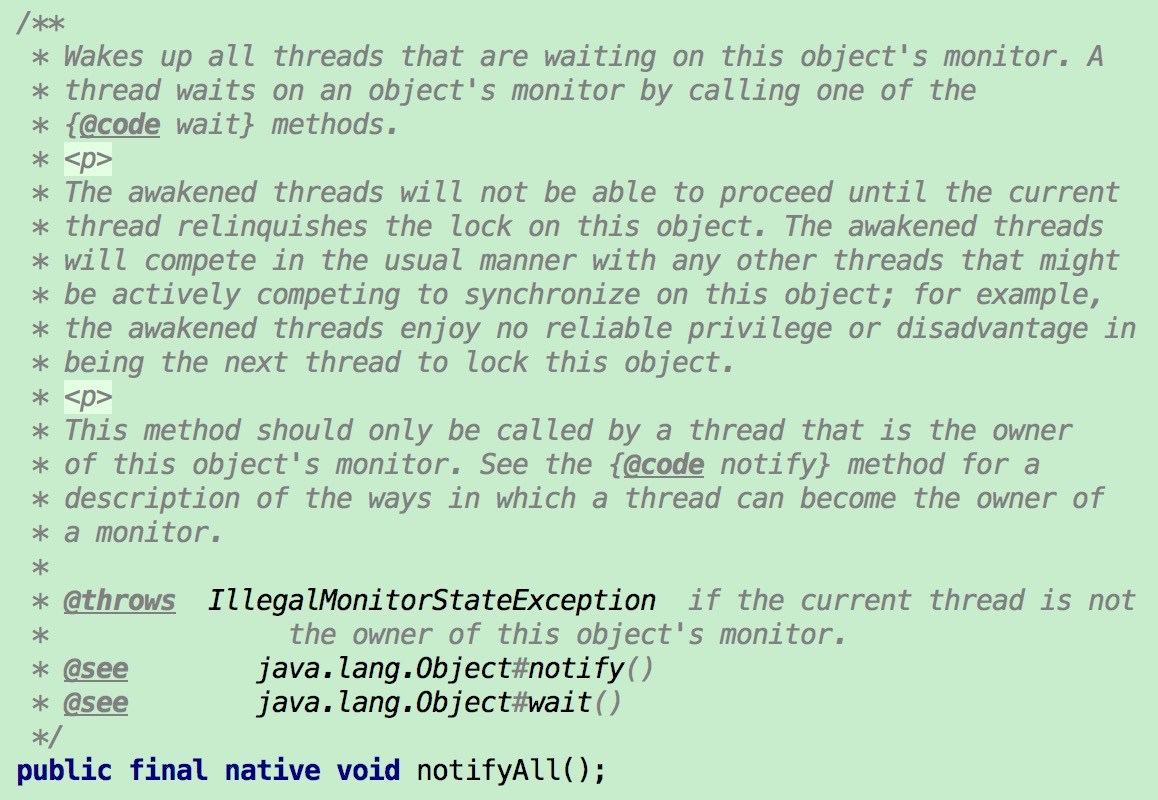 /**
 * Wakes up all threads that are waiting on this object's monitor. A
 * thread waits on an object's monitor by calling one of the
 * {@code wait} methods.
 * <p>
 * The awakened threads will not be able to proceed until the current
 * thread relinquishes the lock on this object. The awakened threads
 * will compete in the usual manner with any other threads that might
 * be actively competing to synchronize on this object; for example,
 * the awakened threads enjoy no reliable privilege or disadvantage in
 * being the next thread to lock this object.
 * <p>
 * This method should only be called by a thread that is the owner
 * of this object's monitor. See the {@code notify} method for a
 * description of the ways in which a thread can become the owner of
 * a monitor.
 *
 * @throws  IllegalMonitorStateException  if the current thread is not
 *               the owner of this object's monitor.
 * @see        java.lang.Object#notify()
 * @see        java.lang.Object#wait()
 */
public final native void notifyAll();